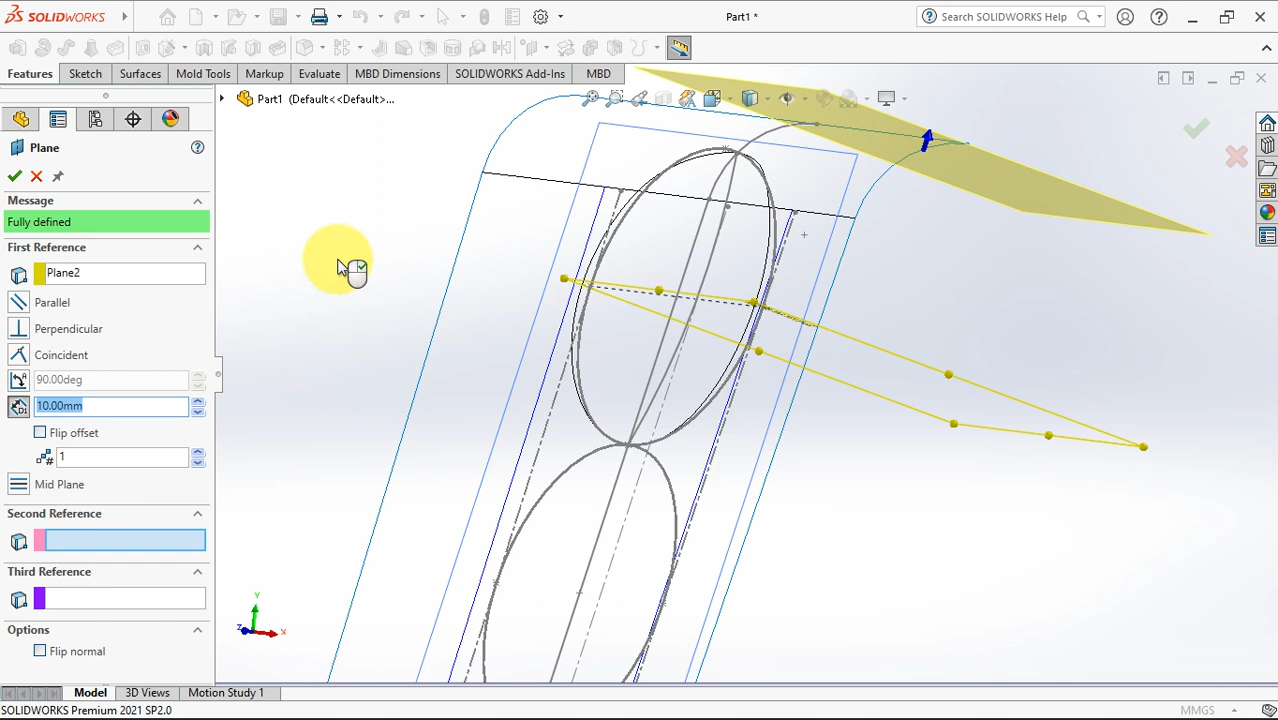 SOLIDWORKS
Part1 *
Search SOLIDWORKS Help
Features
Sketch
Surfaces
Mold Tools
Markup
Evaluate
MBD Dimensions
SOLIDWORKS Add-Ins
MBD
Part1 (Default<<Default>...
Plane
Message
Fully defined
First Reference
Plane2
Parallel
Perpendicular
Coincident
90.00deg
10.00mm
Flip offset
1
Mid Plane
Second Reference
Third Reference
Options
Flip normal
Y
Z
X
Model
3D Views
Motion Study 1
SOLIDWORKS Premium 2021 SP2.0
MMGS